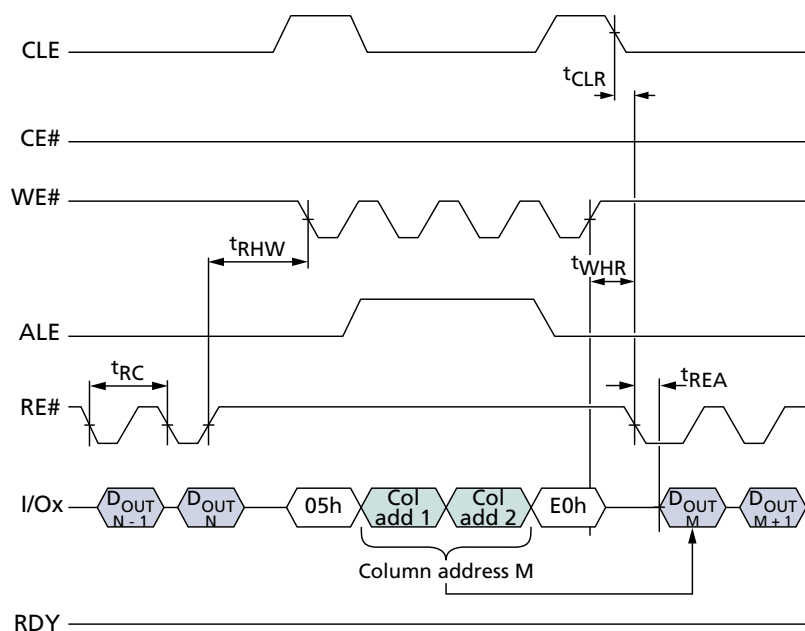 CLE
tCLR
CE#
WE#
tRHW
tWHR
ALE
tRC
tREA
RE#
I/Ox
DOUT
N - 1
DOUT
N
05h
Col
add 1
Col
add 2
E0h
DOUT
M
DOUT
M + 1
Column address M
RDY